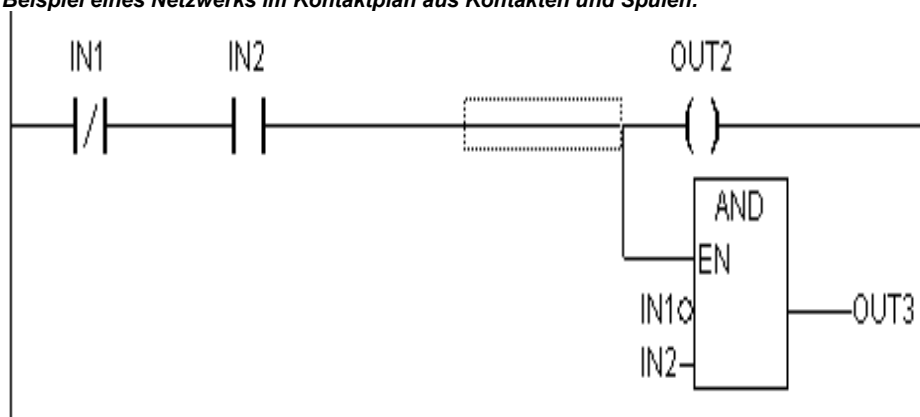 Beispiel eines Netzwerks im Kontaktplan aus Kontakten und Spulen:
IN1 IN2 OUT2
AND
EN
IN1
OUT3
IN2